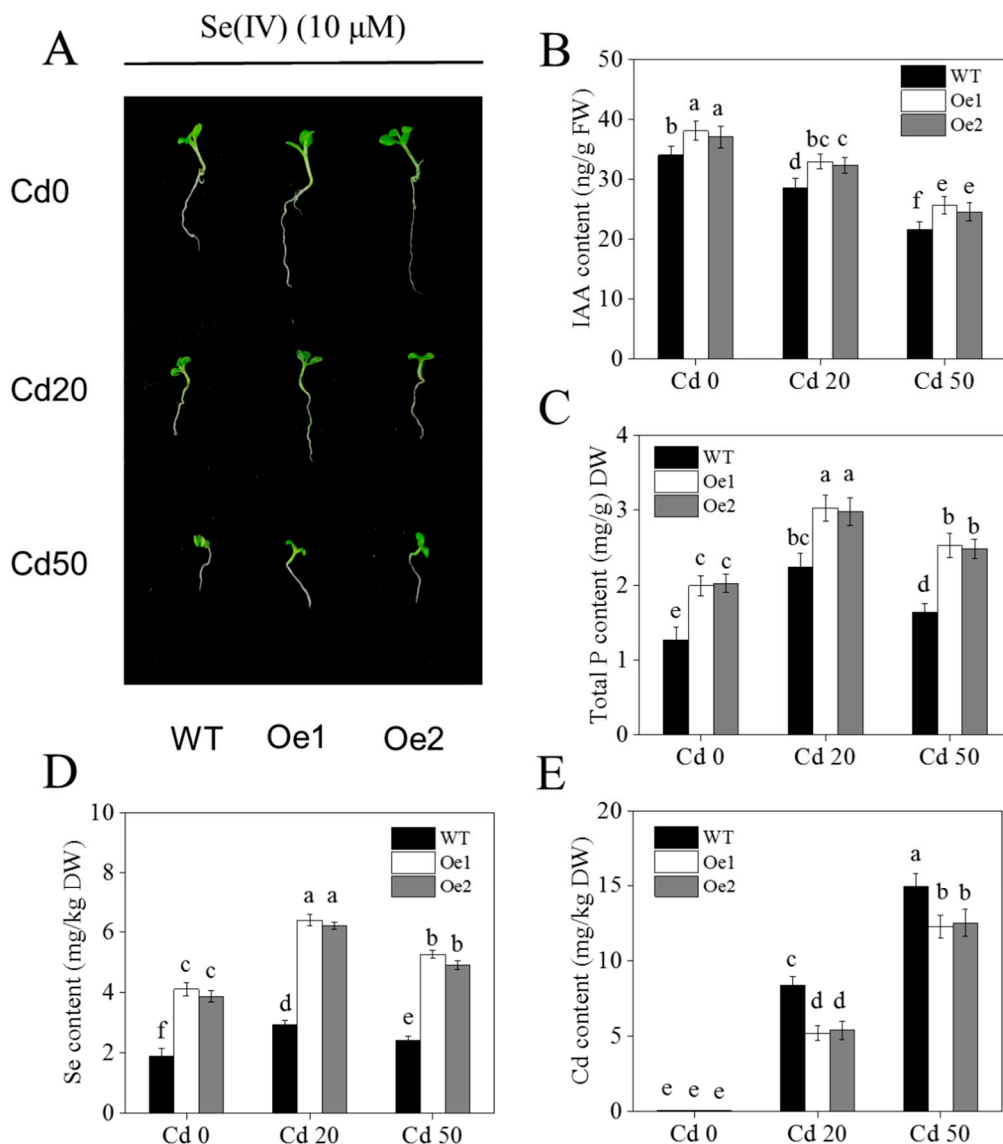 A
Se(IV) (10 μM)
Cd0
Cd20
Cd50
WT Oe1 Oe2
B
IAA content (ng/g FW)
50
40
30
20
10
0
WT
Oe1
Oe2
b a a
d bc c
f e e
Cd 0 Cd 20 Cd 50
C
Total P content (mg/g) DW
4
3
2
1
0
WT
Oe1
Oe2
e c c
bc a a
d b b
Cd 0 Cd 20 Cd 50
D
Se content (mg/kg DW)
10
8
6
4
2
0
WT
Oe1
Oe2
f c c
d a a
e b b
Cd 0 Cd 20 Cd 50
E
Cd content (mg/kg DW)
20
15
10
5
0
WT
Oe1
Oe2
e e e
c d d
a b b
Cd 0 Cd 20 Cd 50